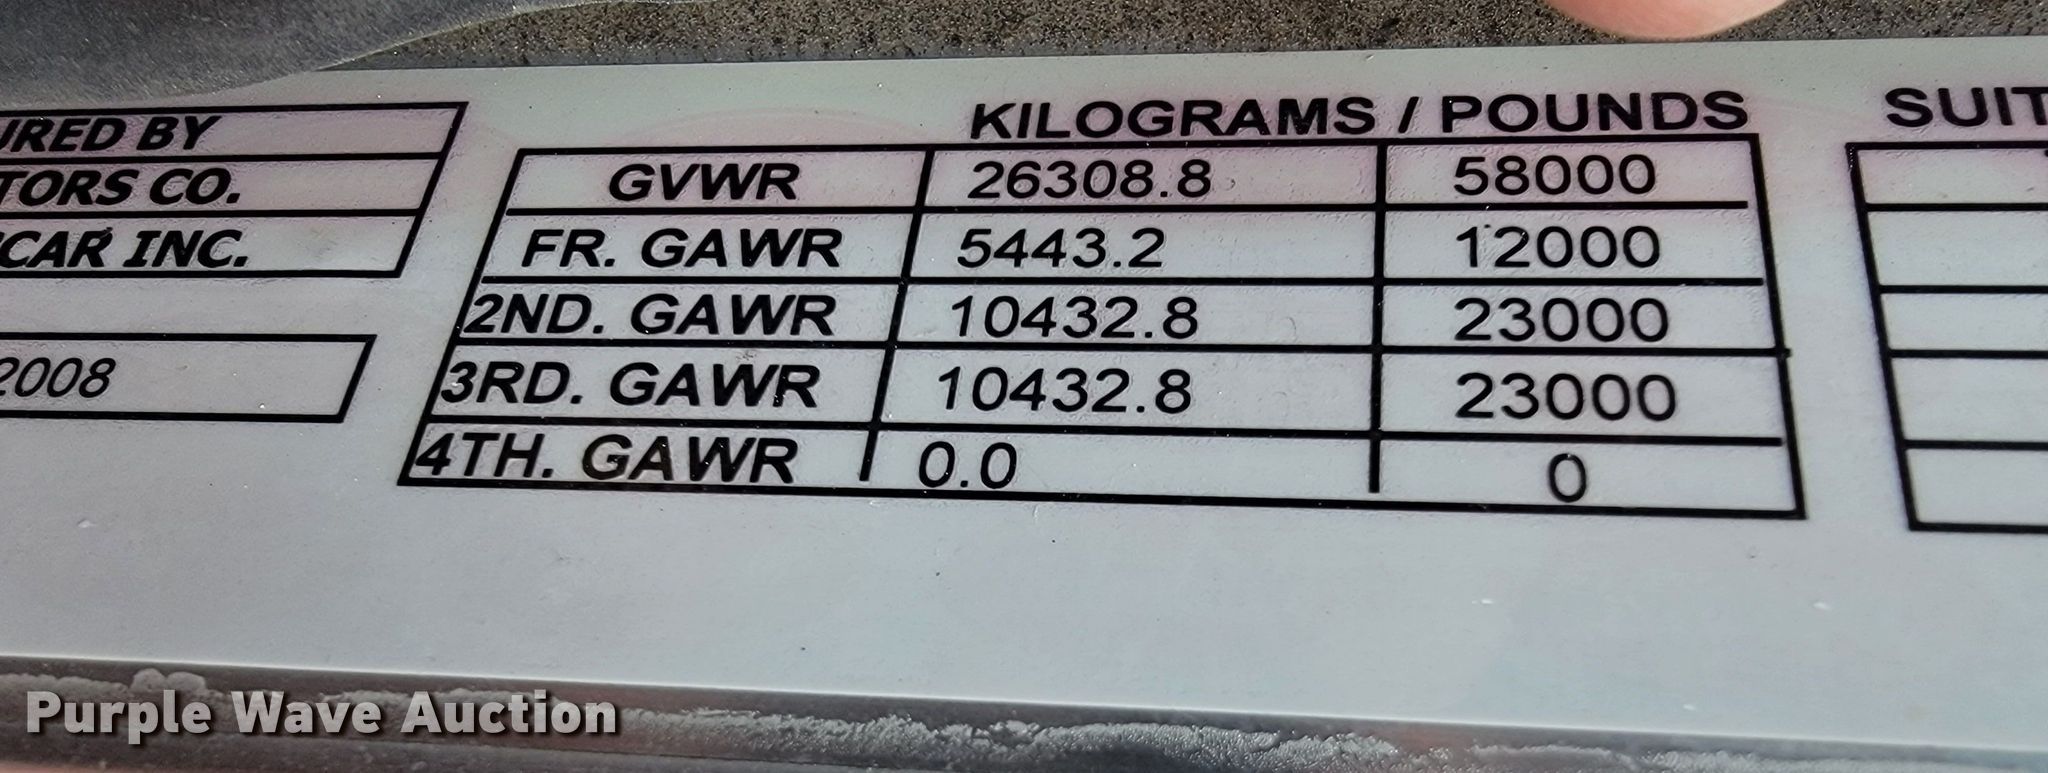 KILOGRAMS / POUNDS
SUIT
URED BY
TORS CO.
CAR INC.
2008
GVWR 26308.8 58000
FR. GAWR 5443.2 12000
2ND. GAWR 10432.8 23000
3RD. GAWR 10432.8 23000
4TH. GAWR 0.0 0
Purple Wave Auction